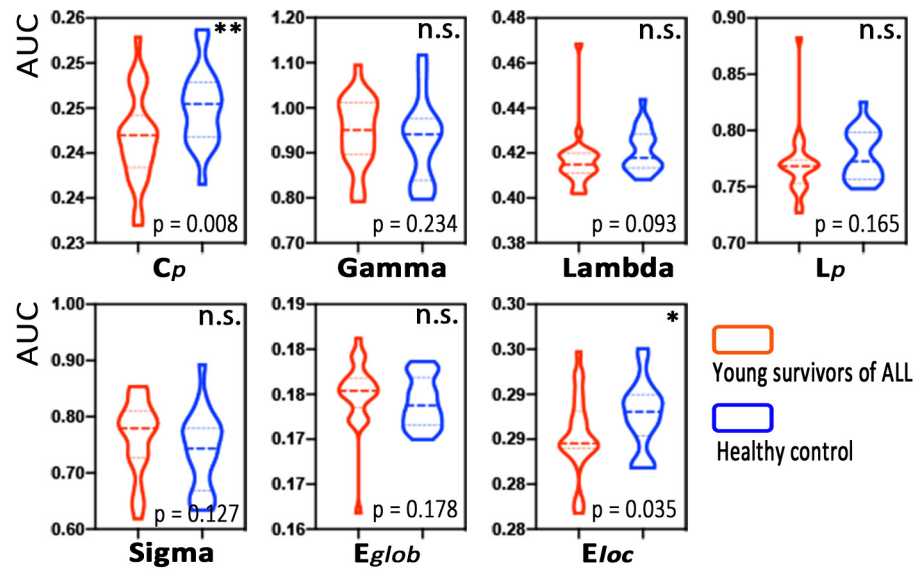 AUC
0.26
0.25
0.25
0.24
0.24
0.23
**
p = 0.008
Cp
1.20
1.10
1.00
0.90
0.80
0.70
n.s.
p = 0.234
Gamma
0.48
0.46
0.44
0.42
0.40
0.38
n.s.
p = 0.093
Lambda
0.90
0.85
0.80
0.75
0.70
n.s.
p = 0.165
Lp
AUC
1.00
0.90
0.80
0.70
0.60
n.s.
p = 0.127
Sigma
0.19
0.18
0.18
0.17
0.17
0.16
n.s.
p = 0.178
Eglob
0.30
0.30
0.29
0.29
0.28
0.28
*
p = 0.035
Eloc
Young survivors of ALL
Healthy control